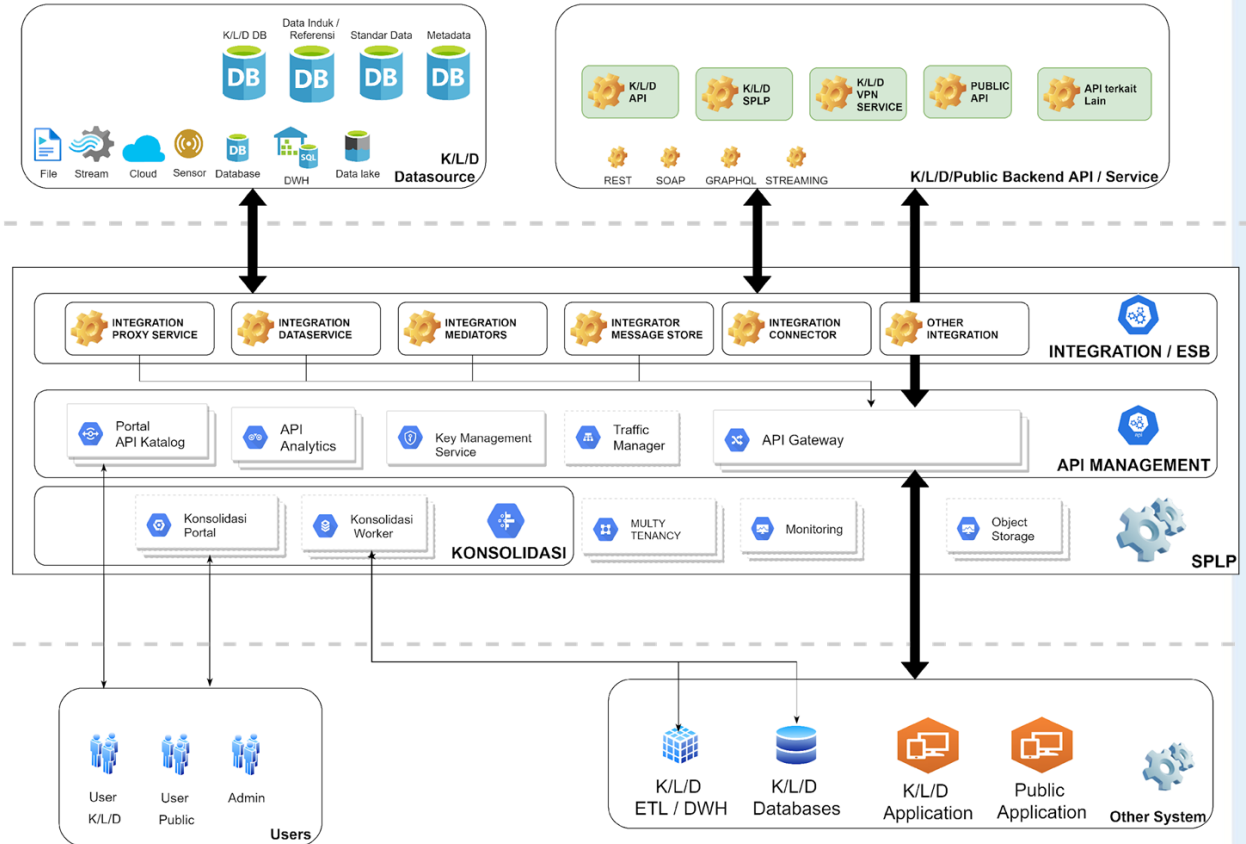 K/L/D DB
Data Induk /
Referensi
Standar Data
Metadata
DB
DB
DB
DB
File
Stream
Cloud
Sensor
DB
Database
SQL
DWH
Data lake
K/L/D
Datasource
K/L/D
API
K/L/D
SPLP
K/L/D
VPN
SERVICE
PUBLIC
API
API terkait
Lain
REST
SOAP
GRAPHQL
STREAMING
K/L/D/Public Backend API / Service
INTEGRATION
PROXY SERVICE
INTEGRATION
DATASERVICE
INTEGRATION
MEDIATORS
INTEGRATOR
MESSAGE STORE
INTEGRATION
CONNECTOR
OTHER
INTEGRATION
INTEGRATION / ESB
Portal
API Katalog
API
Analytics
Key Management
Service
Traffic
Manager
API Gateway
API MANAGEMENT
Konsolidasi
Portal
Konsolidasi
Worker
KONSOLIDASI
MULTY
TENANCY
Monitoring
Object
Storage
SPLP
User
K/L/D
User
Public
Admin
Users
K/L/D
ETL / DWH
K/L/D
Databases
K/L/D
Application
Public
Application
Other System